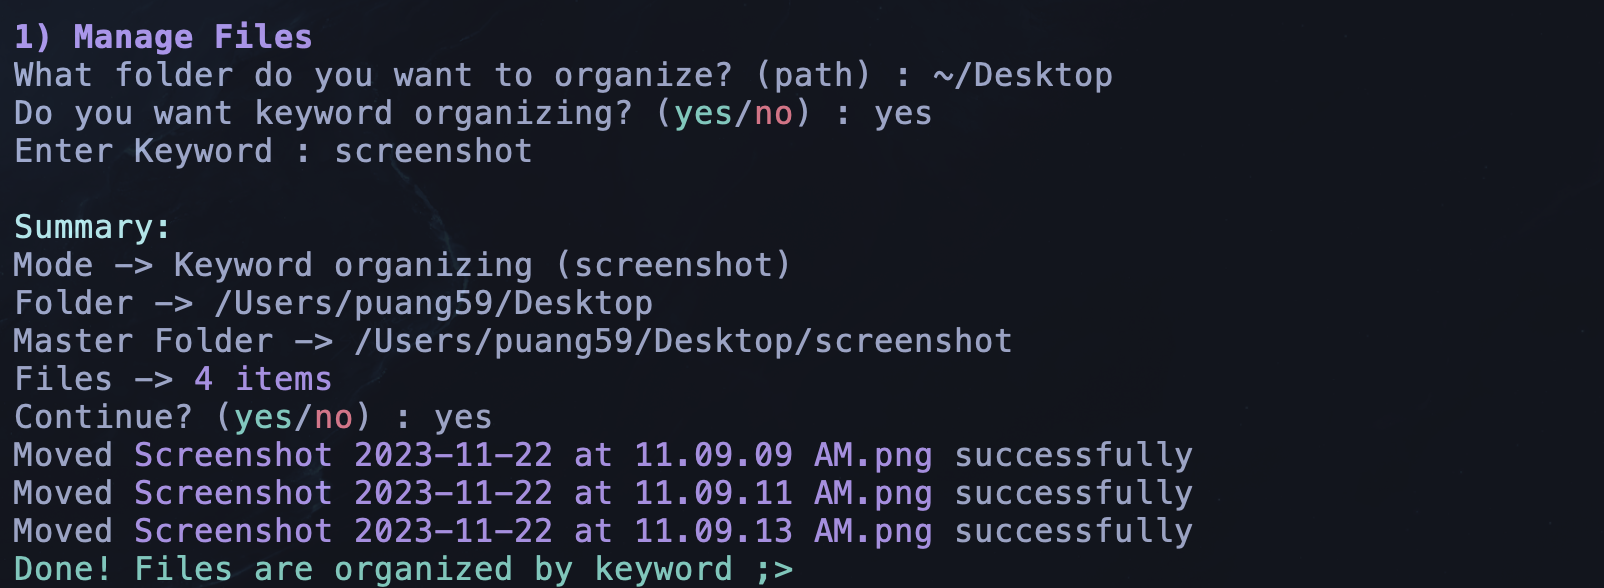 1) Manage Files
What folder do you want to organize? (path) : ~/Desktop
Do you want keyword organizing? (yes/no) : yes
Enter Keyword : screenshot

Summary:
Mode -> Keyword organizing (screenshot)
Folder -> /Users/puang59/Desktop
Master Folder -> /Users/puang59/Desktop/screenshot
Files -> 4 items
Continue? (yes/no) : yes
Moved Screenshot 2023-11-22 at 11.09.09 AM.png successfully
Moved Screenshot 2023-11-22 at 11.09.11 AM.png successfully
Moved Screenshot 2023-11-22 at 11.09.13 AM.png successfully
Done! Files are organized by keyword ;>